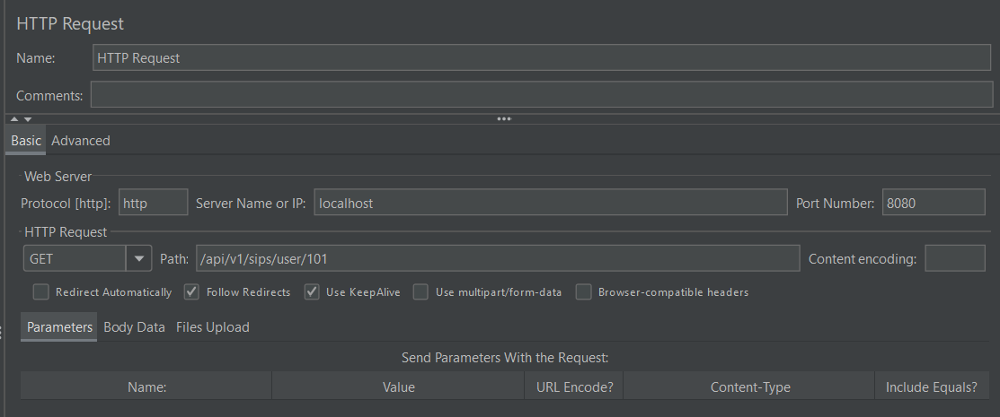 HTTP Request
Name: HTTP Request
Comments:
Basic Advanced
Web Server
Protocol [http]: http Server Name or IP: localhost Port Number: 8080
HTTP Request
GET Path: /api/v1/sips/user/101 Content encoding:
Redirect Automatically Follow Redirects Use KeepAlive Use multipart/form-data Browser-compatible headers
Parameters Body Data Files Upload
Send Parameters With the Request:
Name: Value URL Encode? Content-Type Include Equals?